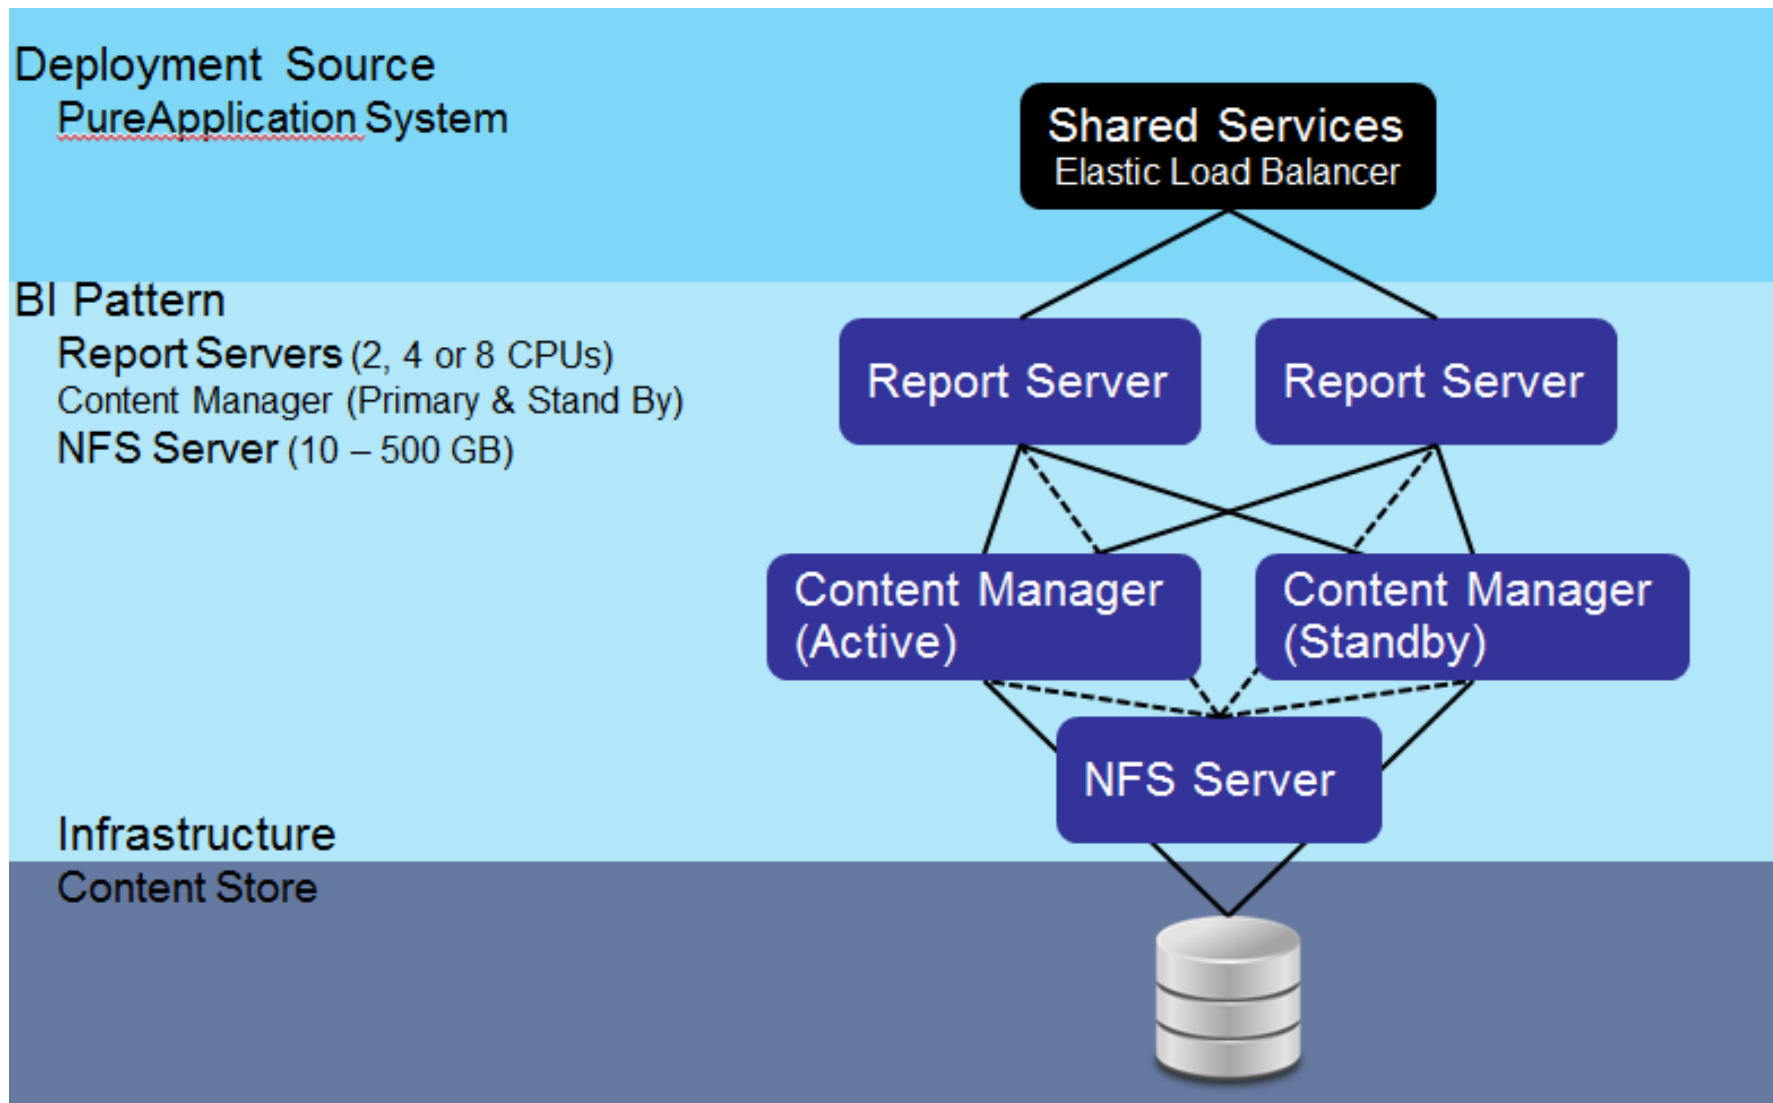 Deployment Source
PureApplication System
Shared Services
Elastic Load Balancer
BI Pattern
Report Servers (2, 4 or 8 CPUs)
Content Manager (Primary & Stand By)
NFS Server (10 – 500 GB)
Report Server
Report Server
Content Manager
(Active)
Content Manager
(Standby)
NFS Server
Infrastructure
Content Store